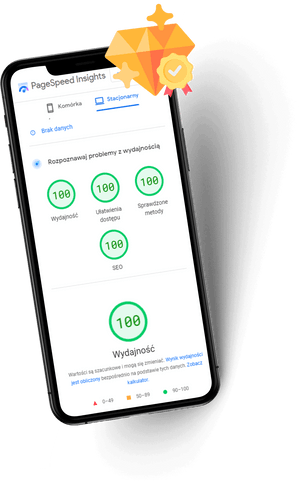 PageSpeed Insights
Komórka
Stacjonarny
Brak danych
Rozpoznawaj problemy z wydajnością
100
100
100
Wydajność
Ułatwienia
dostępu
Sprawdzone
metody
100
SEO
100
Wydajność
Wartości są szacunkowe i mogą się zmieniać. Wynik wydajności
jest obliczony bezpośrednio na podstawie tych danych. Zobacz
kalkulator.
0–49
50–89
90–100